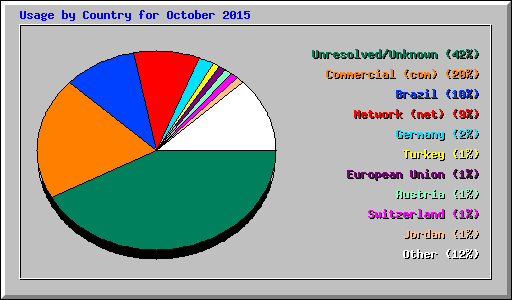 Usage by Country for October 2015
Unresolved/Unknown (42%)
Commercial (com) (20%)
Brazil (10%)
Network (net) (9%)
Germany (2%)
Turkey (1%)
European Union (1%)
Austria (1%)
Switzerland (1%)
Jordan (1%)
Other (12%)